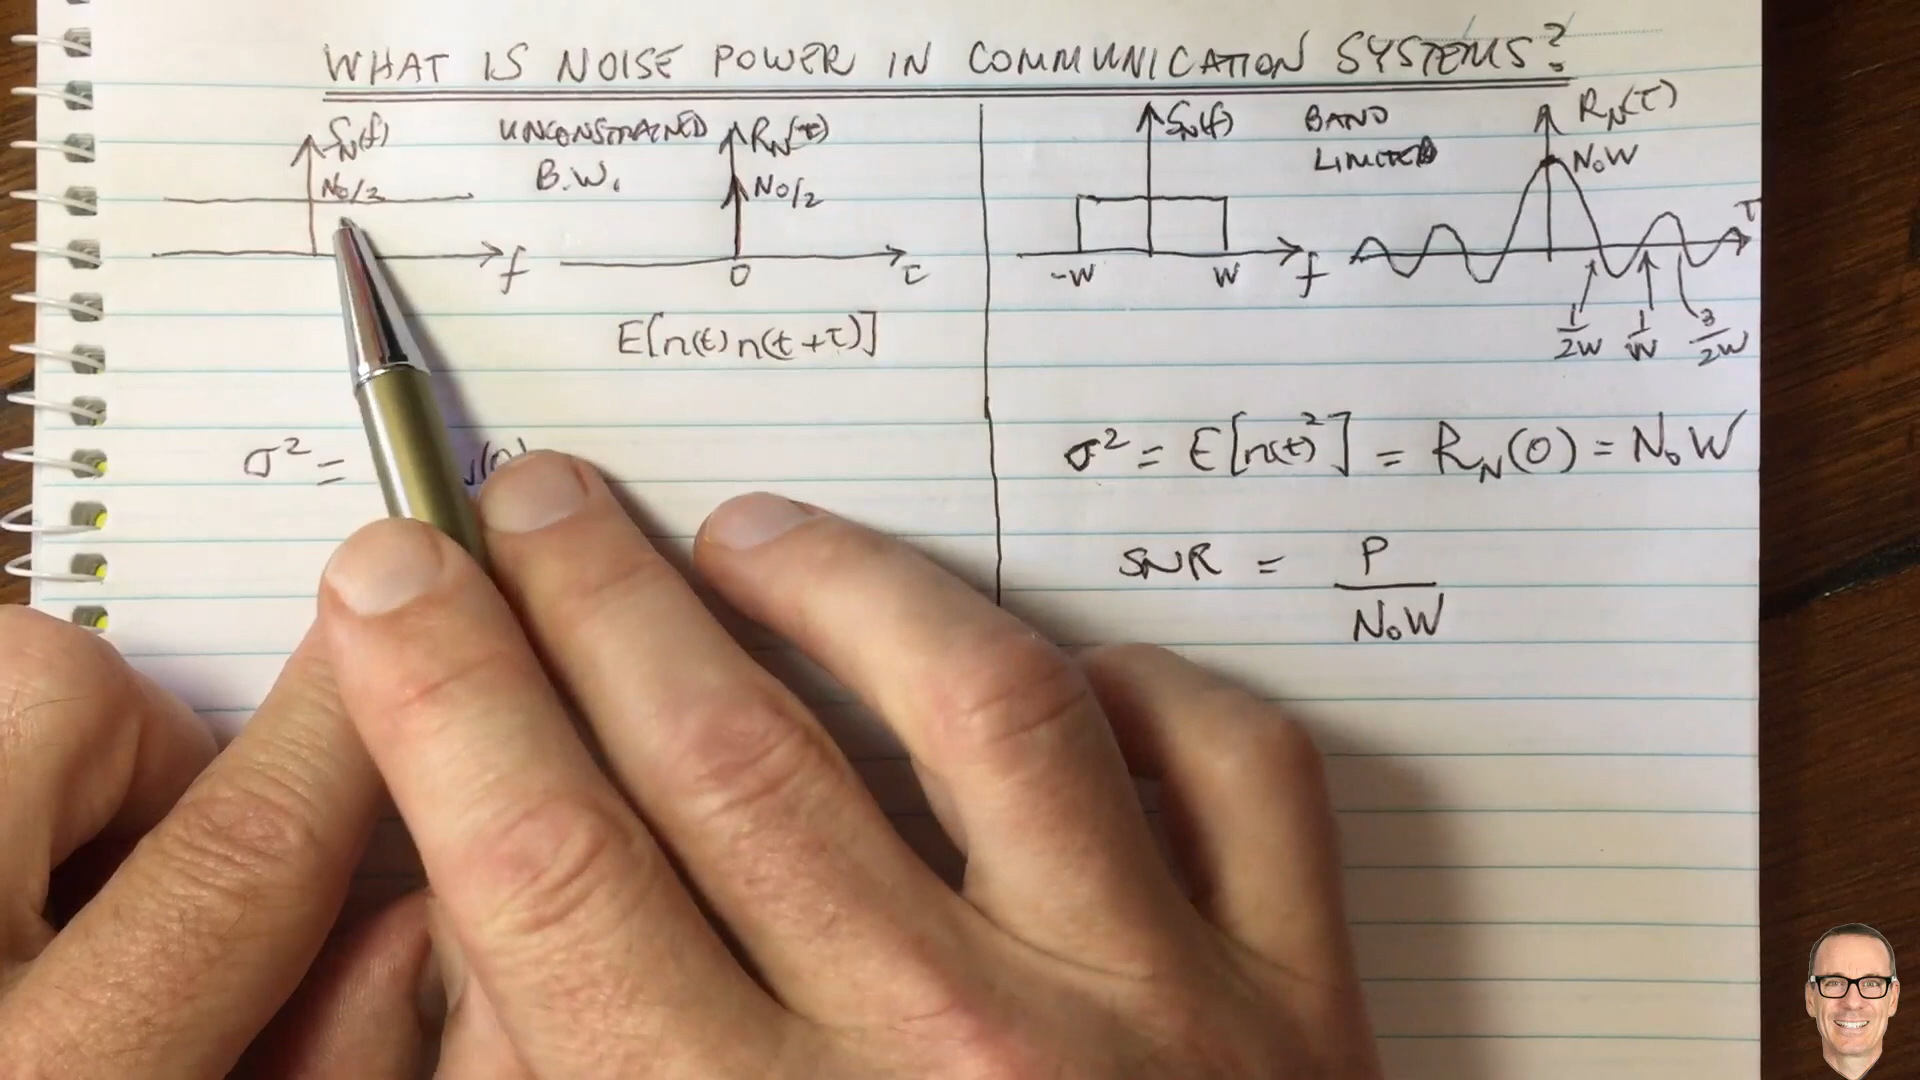 WHAT IS NOISE POWER IN COMMUNICATION SYSTEMS?
S_N(f)
N₀/2
f
UNCONSTRAINED
B.W.
R_N(τ)
N₀/2
0
τ
E[n(t)n(t+τ)]
σ² =
S_N(f)
-W
W
f
BAND
LIMITED
R_N(τ)
N₀W
τ
1/2W
1/W
3/2W
σ² = E[n(t)²] = R_N(0) = N₀W
SNR = P/N₀W